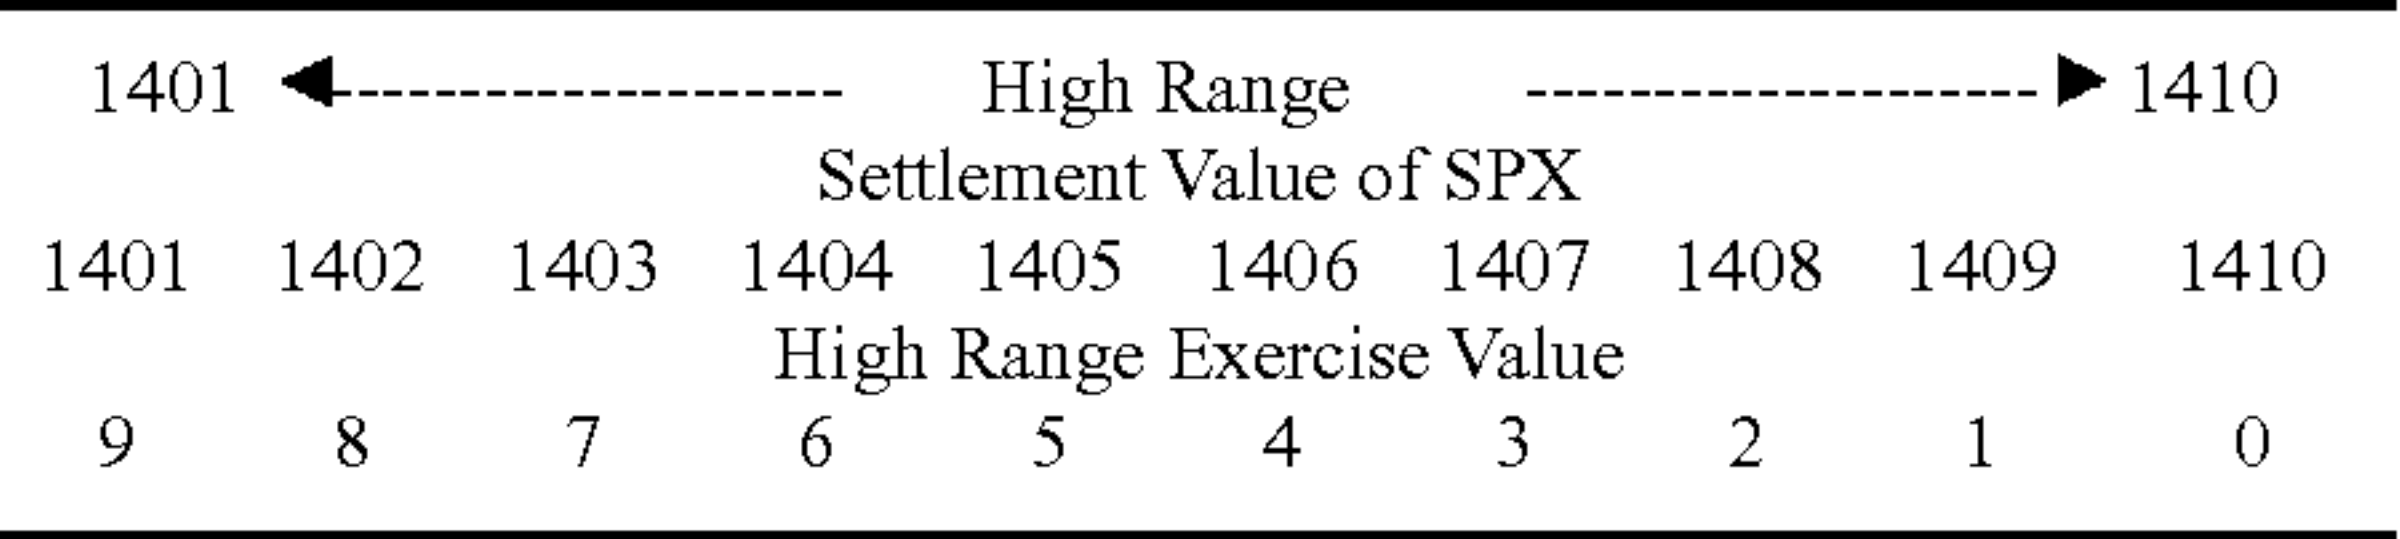 1401 ◄------------------- High Range -------------------► 1410
Settlement Value of SPX
1401 1402 1403 1404 1405 1406 1407 1408 1409 1410
High Range Exercise Value
9 8 7 6 5 4 3 2 1 0